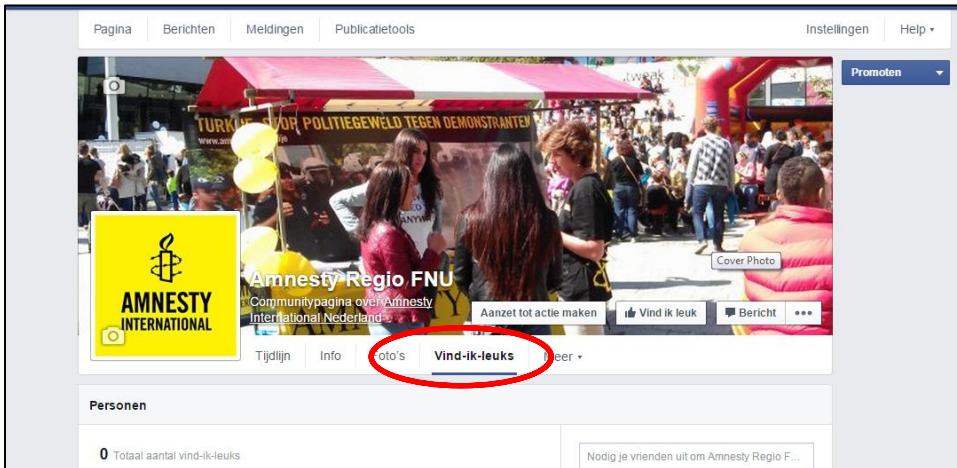 Pagina Berichten Meldingen Publicatietools Instellingen Help
Promoten
tweak
TURKIJE STOP POLITIEGEWELD TEGEN DEMONSTRANTEN
ANYWAY
Cover Photo
AMNESTY
INTERNATIONAL
Amnesty Regio FNU
Communitypagina over Amnesty
International Nederland
Aanzet tot actie maken Vind ik leuk Bericht
Tijdlijn Info Foto's Vind-ik-leuks Meer
Personen
0 Totaal aantal vind-ik-leuks
Nodig je vrienden uit om Amnesty Regio F...